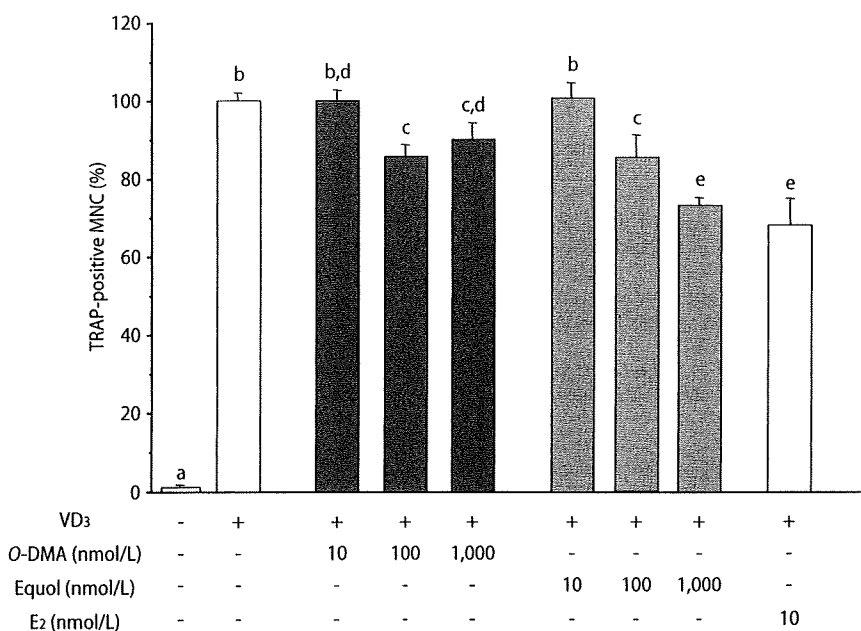 120
100
80
60
40
20
0
TRAP-positive MNC (%)
a
b
b,d
c
c,d
b
c
e
e
VD3 - + + + + + + + +
O-DMA (nmol/L) - - 10 100 1,000 - - - -
Equol (nmol/L) - - - - - 10 100 1,000 -
E2 (nmol/L) - - - - - - - - 10